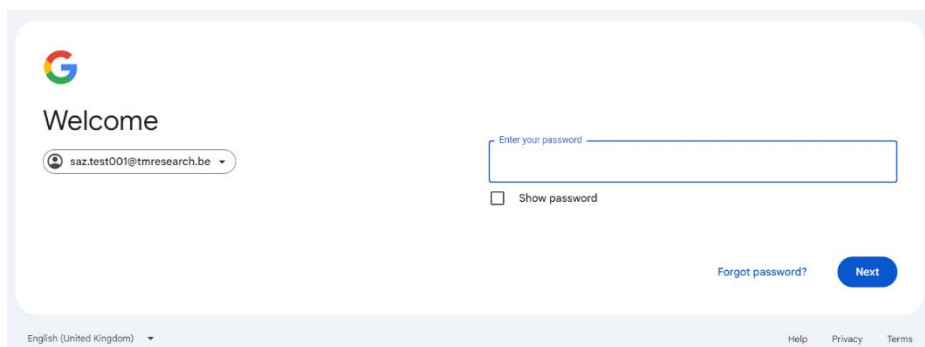 Welcome
saz.test001@tmresearch.be
Enter your password
Show password
Forgot password?
Next
English (United Kingdom)
Help Privacy Terms